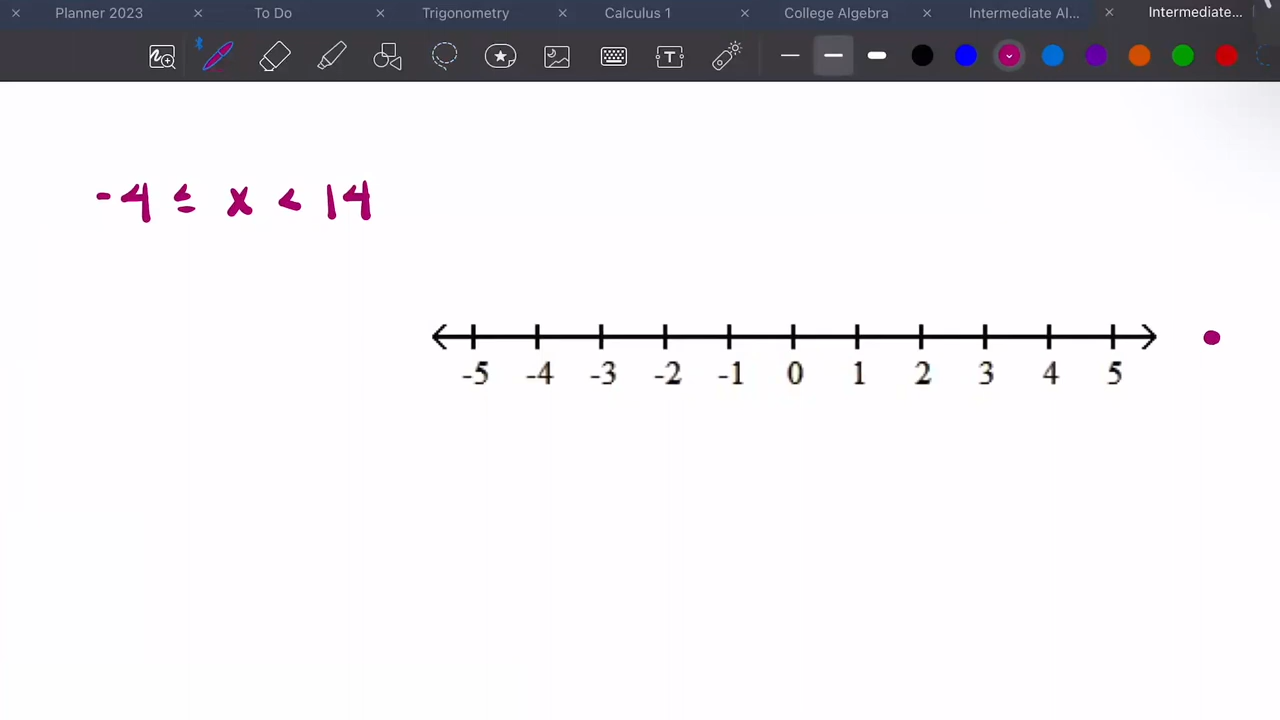 Planner 2023 To Do Trigonometry Calculus 1 College Algebra Intermediate Al... Intermediate...
T
-4 ≤ x < 14
-5 -4 -3 -2 -1 0 1 2 3 4 5